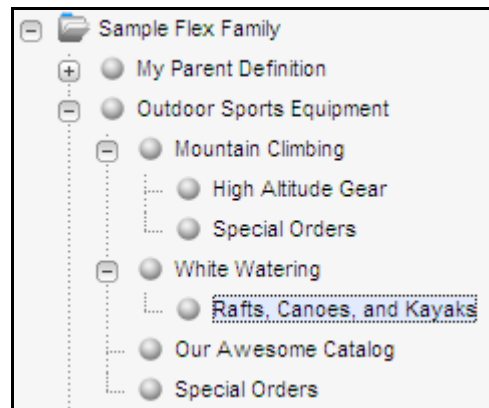 Sample Flex Family
My Parent Definition
Outdoor Sports Equipment
Mountain Climbing
High Altitude Gear
Special Orders
White Watering
Rafts, Canoes, and Kayaks
Our Awesome Catalog
Special Orders